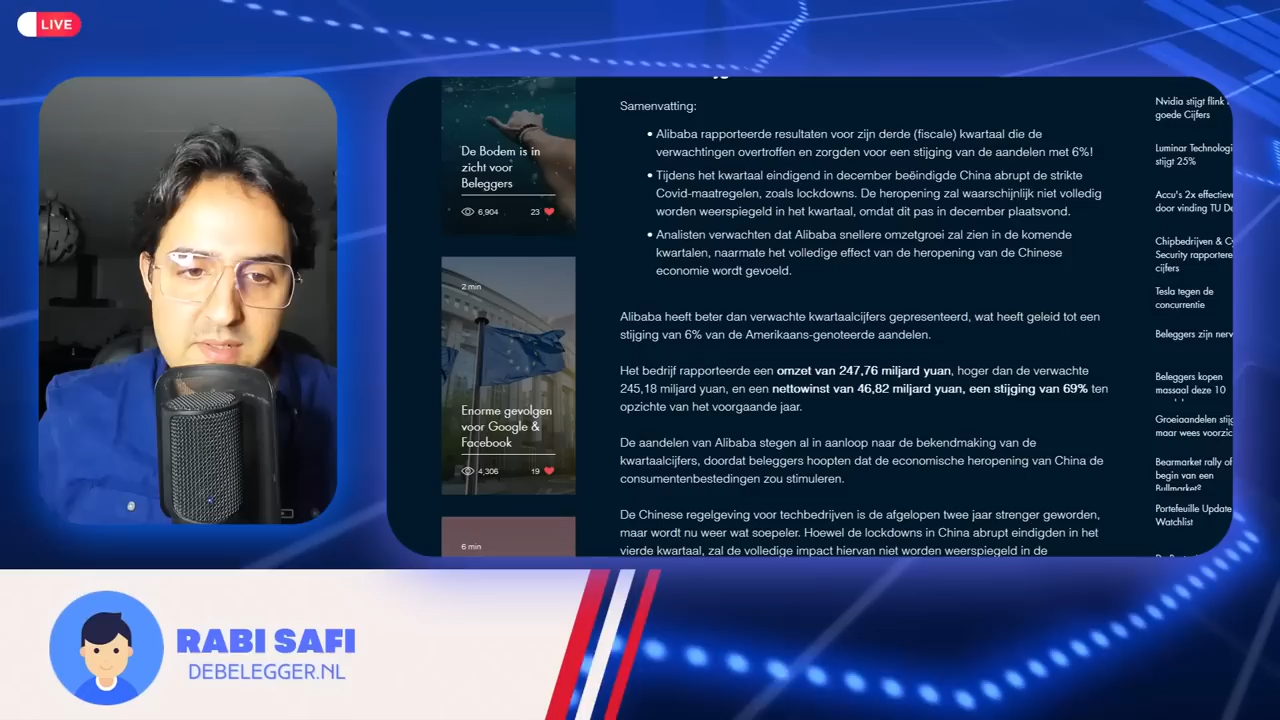 LIVE
De Bodem is in
zicht voor
Beleggers
6,904
23
2 min
Enorme gevolgen
voor Google &
Facebook
4,306
19
6 min
Samenvatting:
• Alibaba rapporteerde resultaten voor zijn derde (fiscale) kwartaal die de
verwachtingen overtroffen en zorgden voor een stijging van de aandelen met 6%!
• Tijdens het kwartaal eindigend in december beëindigde China abrupt de strikte
Covid-maatregelen, zoals lockdowns. De heropening zal waarschijnlijk niet volledig
worden weerspiegeld in het kwartaal, omdat dit pas in december plaatsvond.
• Analisten verwachten dat Alibaba snellere omzetgroei zal zien in de komende
kwartalen, naarmate het volledige effect van de heropening van de Chinese
economie wordt gevoeld.
Alibaba heeft beter dan verwachte kwartaalcijfers gepresenteerd, wat heeft geleid tot een
stijging van 6% van de Amerikaans-genoteerde aandelen.
Het bedrijf rapporteerde een omzet van 247,76 miljard yuan, hoger dan de verwachte
245,18 miljard yuan, en een nettowinst van 46,82 miljard yuan, een stijging van 69% ten
opzichte van het voorgaande jaar.
De aandelen van Alibaba stegen al in aanloop naar de bekendmaking van de
kwartaalcijfers, doordat beleggers hoopten dat de economische heropening van China de
consumentenbestedingen zou stimuleren.
De Chinese regelgeving voor techbedrijven is de afgelopen twee jaar strenger geworden,
maar wordt nu weer wat soepeler. Hoewel de lockdowns in China abrupt eindigden in het
vierde kwartaal, zal de volledige impact hiervan niet worden weerspiegeld in de
Nvidia stijgt flink
goede Cijfers
Luminar Technologi
stijgt 25%
Accu's 2x effectieve
door vinding TU De
Chipbedrijven & Cy
Security rapportere
cijfers
Tesla tegen de
concurrentie
Beleggers zijn nerv
Beleggers kopen
massaal deze 10
Groeiaandelen stij
maar wees voorzic
Bearmarket rally of
begin van een
Bullmarket?
Portefeuille Update
Watchlist
RABI SAFI
DEBELEGGER.NL